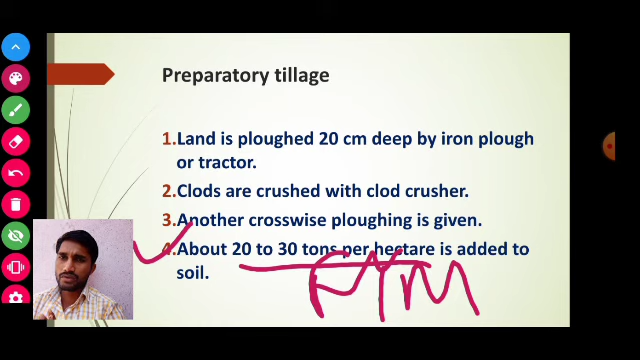 Preparatory tillage
1.Land is ploughed 20 cm deep by iron plough
or tractor.
2.Clods are crushed with clod crusher.
3.Another crosswise ploughing is given.
4.About 20 to 30 tons per hectare is added to
soil.
FYM